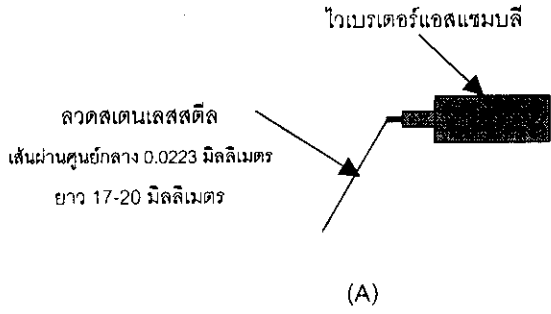 ไวเบรเตอร์แอสแซมบลี
ลวดสเตนเลสสตีล
เส้นผ่านศูนย์กลาง 0.0223 มิลลิเมตร
ยาว 17-20 มิลลิเมตร
(A)